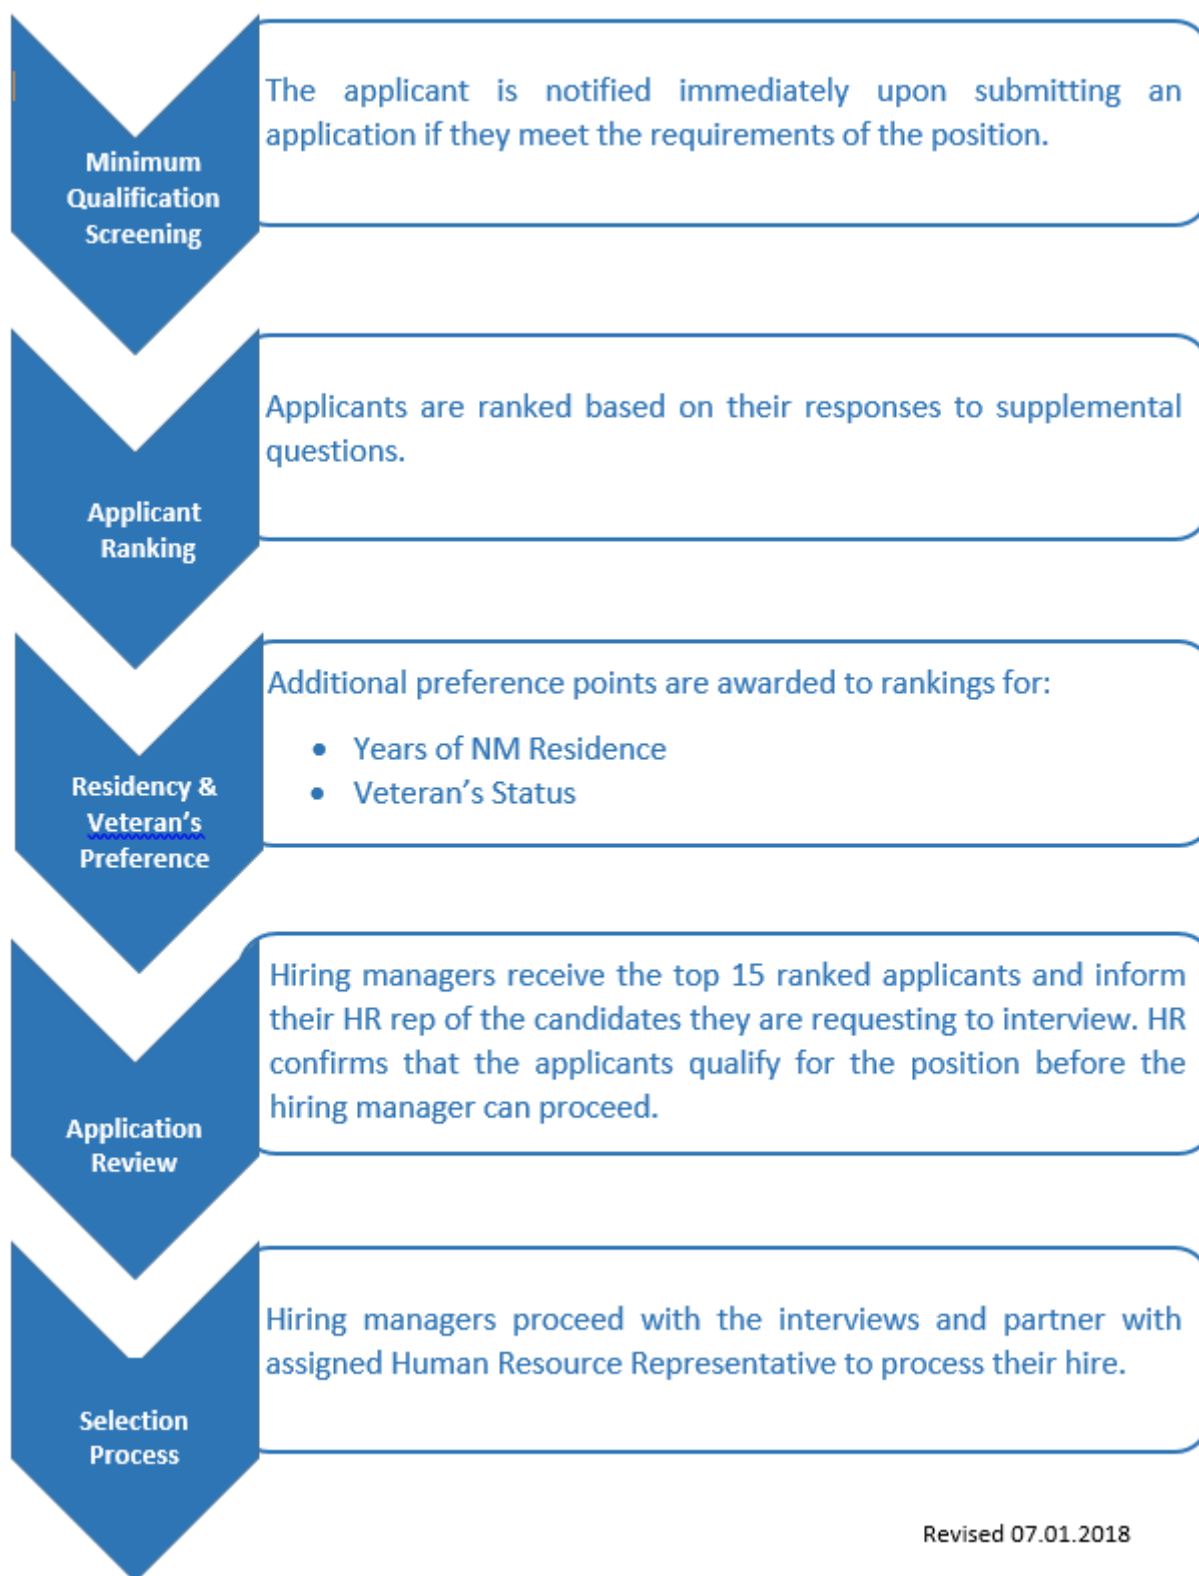 Minimum
Qualification
Screening
The applicant is notified immediately upon submitting an
application if they meet the requirements of the position.
Applicant
Ranking
Applicants are ranked based on their responses to supplemental
questions.
Residency &
Veteran’s
Preference
Additional preference points are awarded to rankings for:
• Years of NM Residence
• Veteran’s Status
Application
Review
Hiring managers receive the top 15 ranked applicants and inform
their HR rep of the candidates they are requesting to interview. HR
confirms that the applicants qualify for the position before the
hiring manager can proceed.
Selection
Process
Hiring managers proceed with the interviews and partner with
assigned Human Resource Representative to process their hire.
Revised 07.01.2018